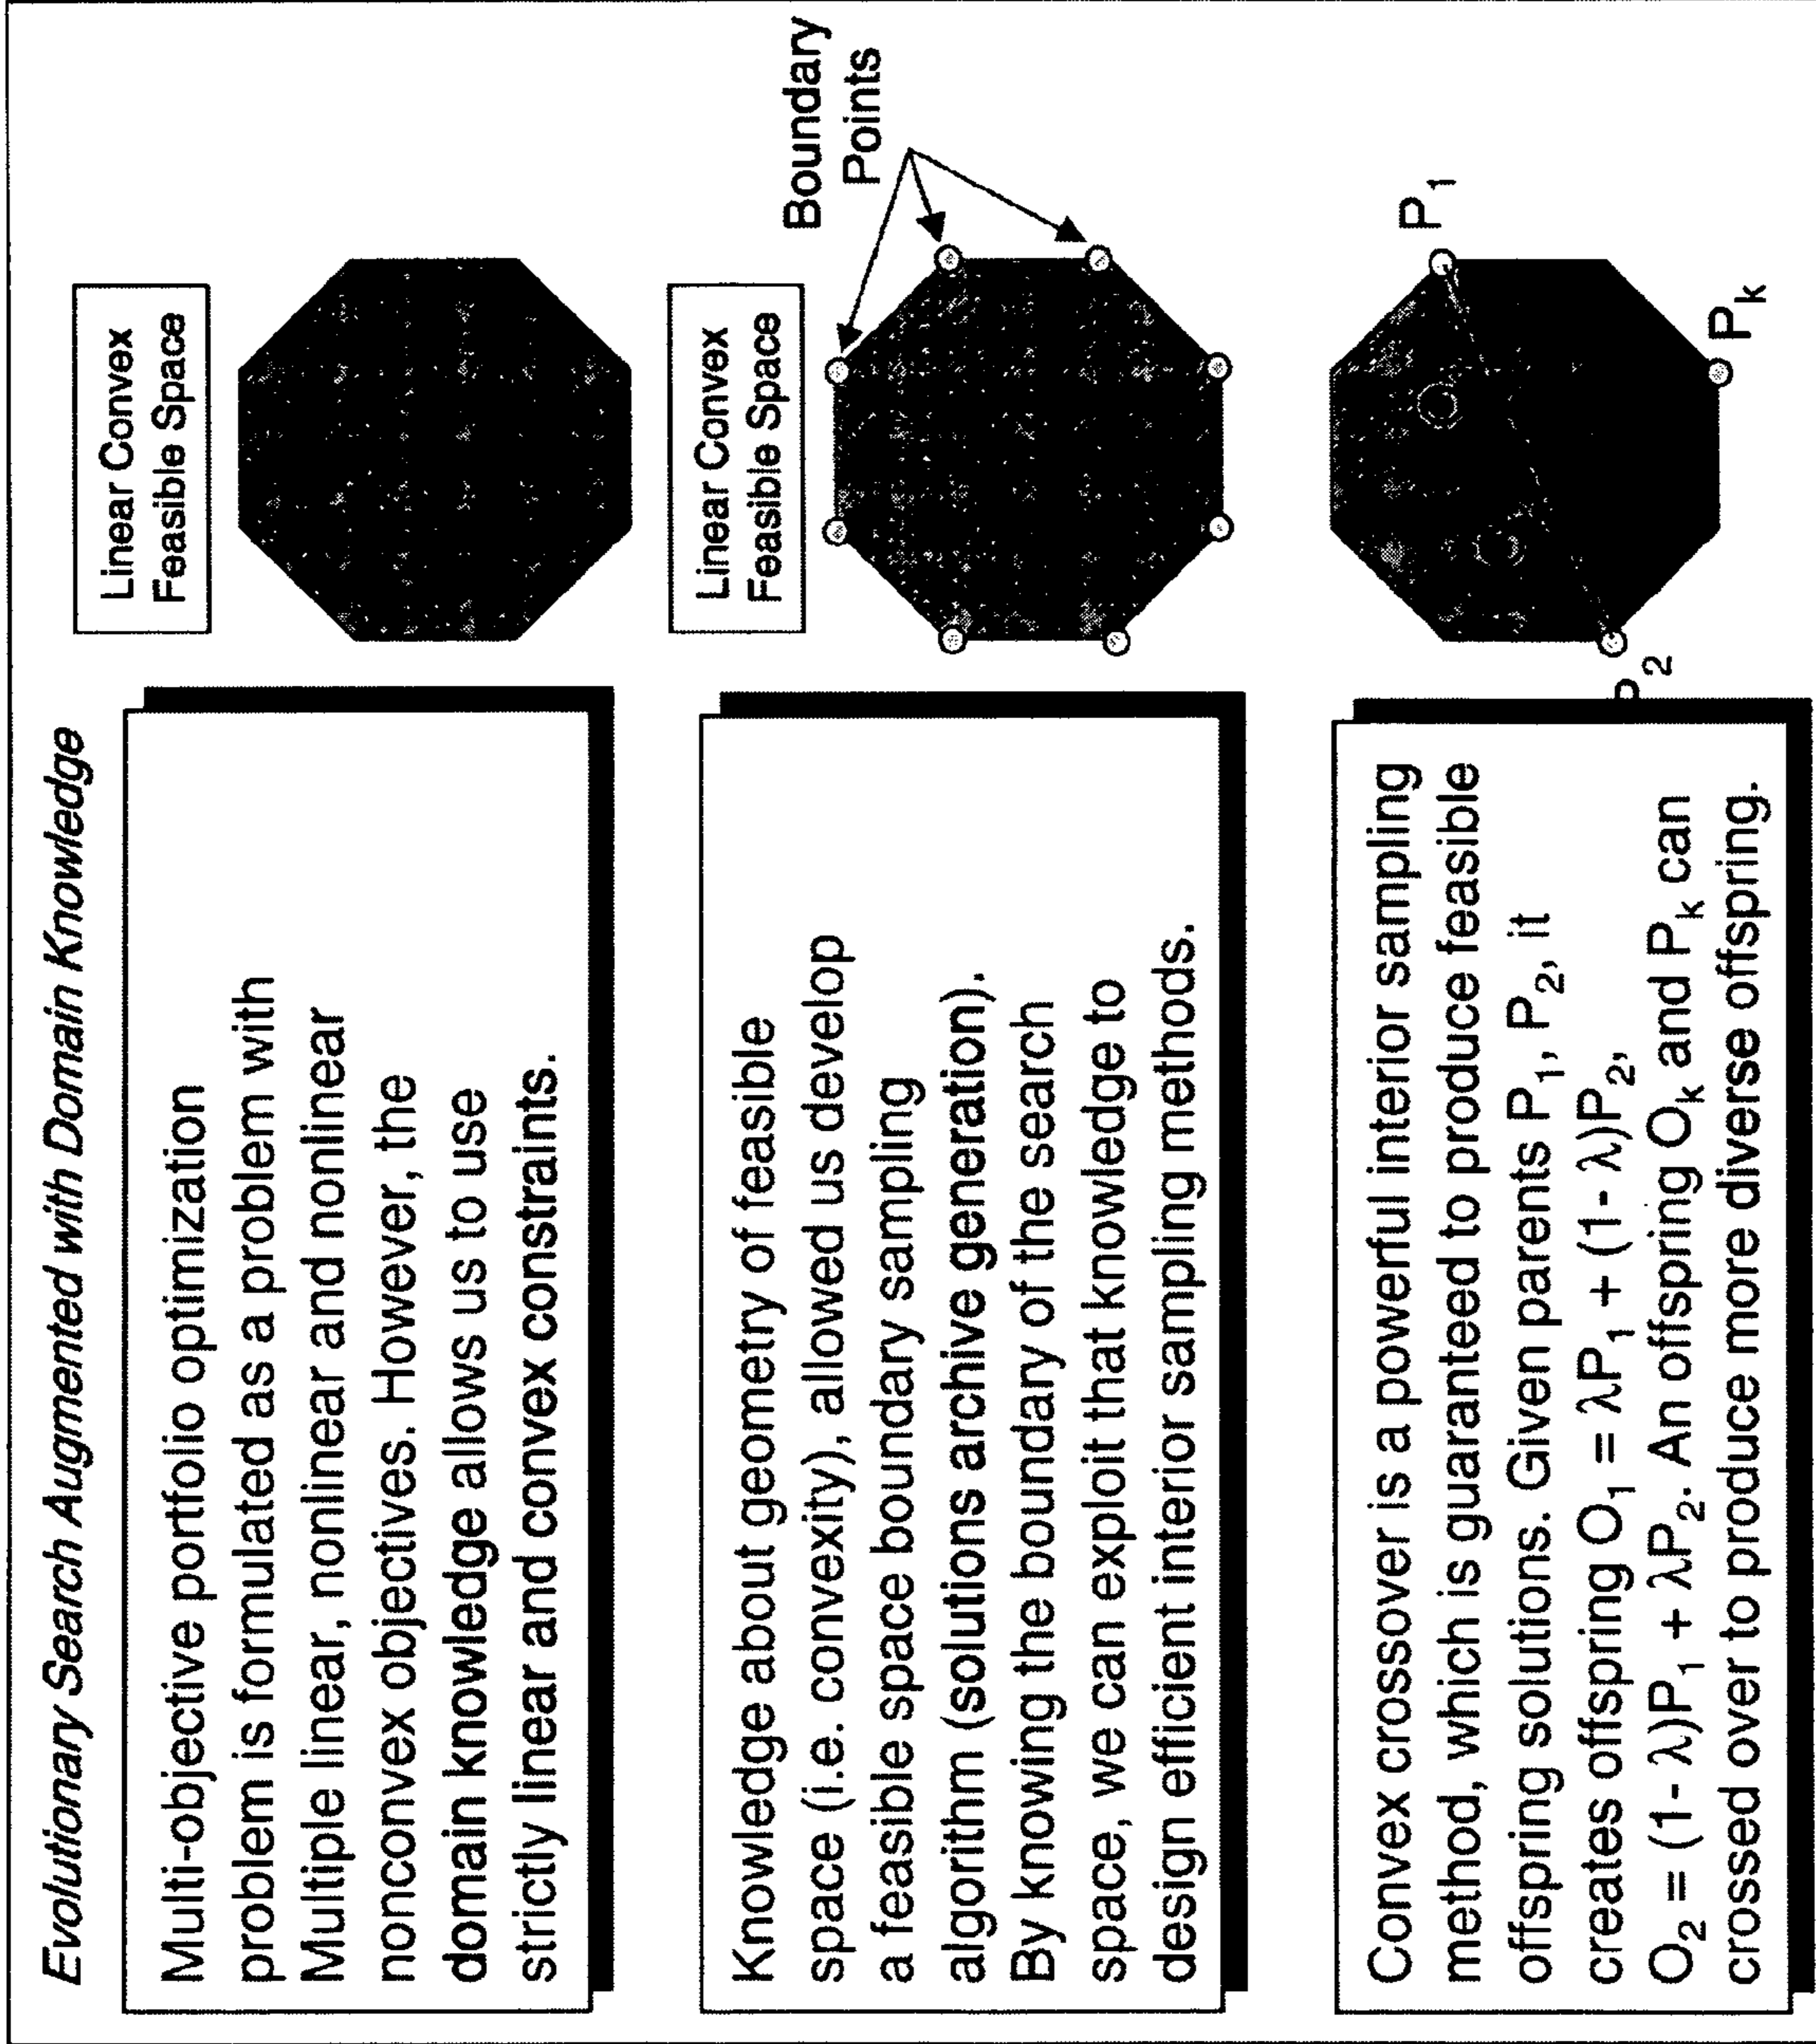 Evolutionary Search Augmented with Domain Knowledge
Multi-objective portfolio optimization
problem is formulated as a problem with
Multiple linear, nonlinear and nonlinear
nonconvex objectives. However, the
domain knowledge allows us to use
strictly linear and convex constraints.
Linear Convex
Feasible Space
Knowledge about geometry of feasible
space (i.e. convexity), allowed us develop
a feasible space boundary sampling
algorithm (solutions archive generation).
By knowing the boundary of the search
space, we can exploit that knowledge to
design efficient interior sampling methods.
Linear Convex
Feasible Space
Boundary
Points
Convex crossover is a powerful interior sampling
method, which is guaranteed to produce feasible
offspring solutions. Given parents P₁, P₂, it
creates offspring O₁ = λP₁ + (1- λ)P₂,
O₂ = (1- λ)P₁ + λP₂. An offspring Oₖ and Pₖ can
crossed over to produce more diverse offspring.
P₁
P₂
Pₖ